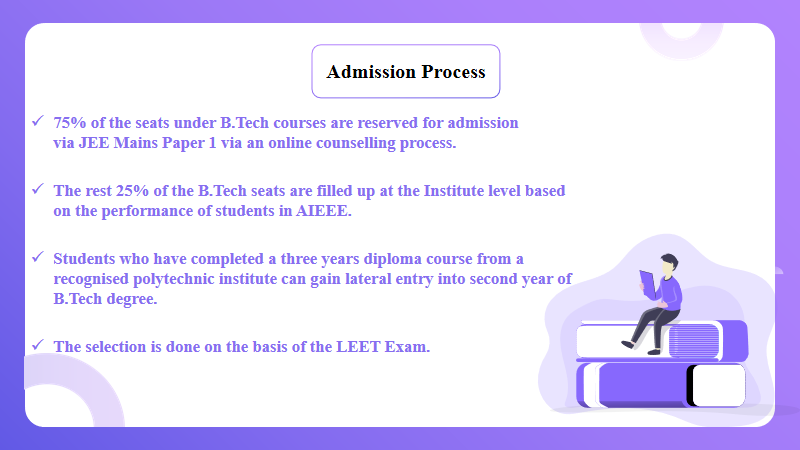 Admission Process
✓ 75% of the seats under B.Tech courses are reserved for admission
via JEE Mains Paper 1 via an online counselling process.
✓ The rest 25% of the B.Tech seats are filled up at the Institute level based
on the performance of students in AIEEE.
✓ Students who have completed a three years diploma course from a
recognised polytechnic institute can gain lateral entry into second year of
B.Tech degree.
✓ The selection is done on the basis of the LEET Exam.